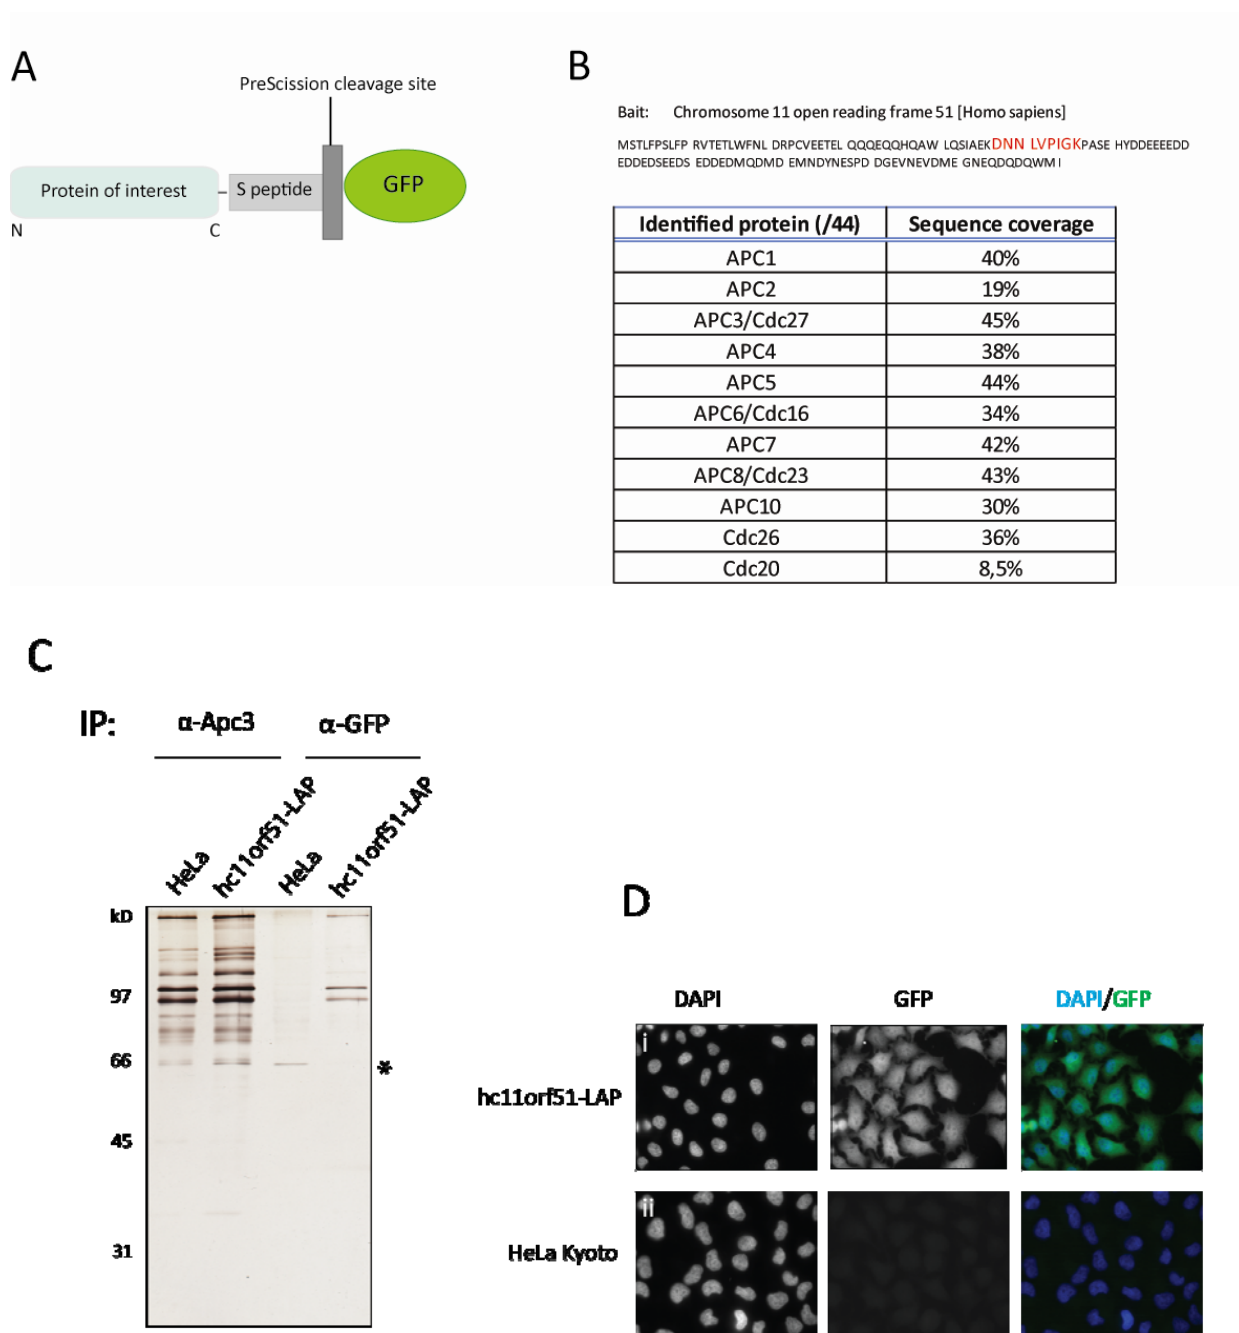 A
PreScission cleavage site
Protein of interest
S peptide
GFP
N
C
B
Bait: Chromosome 11 open reading frame 51 [Homo sapiens]
MSTLFPSLFP RVTETLWFNL DRPCVEETEL QQQEQQHQAW LQSIAEKDNN LVPIGKPASE HYDDEEEEDD
EDDEDSEEDS EDDEDMQDMD EMNDYNESPD DGEVNEVDME GNEQDQDQWM I
Identified protein (/44) Sequence coverage
APC1 40%
APC2 19%
APC3/Cdc27 45%
APC4 38%
APC5 44%
APC6/Cdc16 34%
APC7 42%
APC8/Cdc23 43%
APC10 30%
Cdc26 36%
Cdc20 8,5%
C
IP: α-Apc3 α-GFP
HeLa
hc11orf51-LAP
HeLa
hc11orf51-LAP
kD
97
66
*
45
31
D
DAPI GFP DAPI/GFP
i
hc11orf51-LAP
ii
HeLa Kyoto